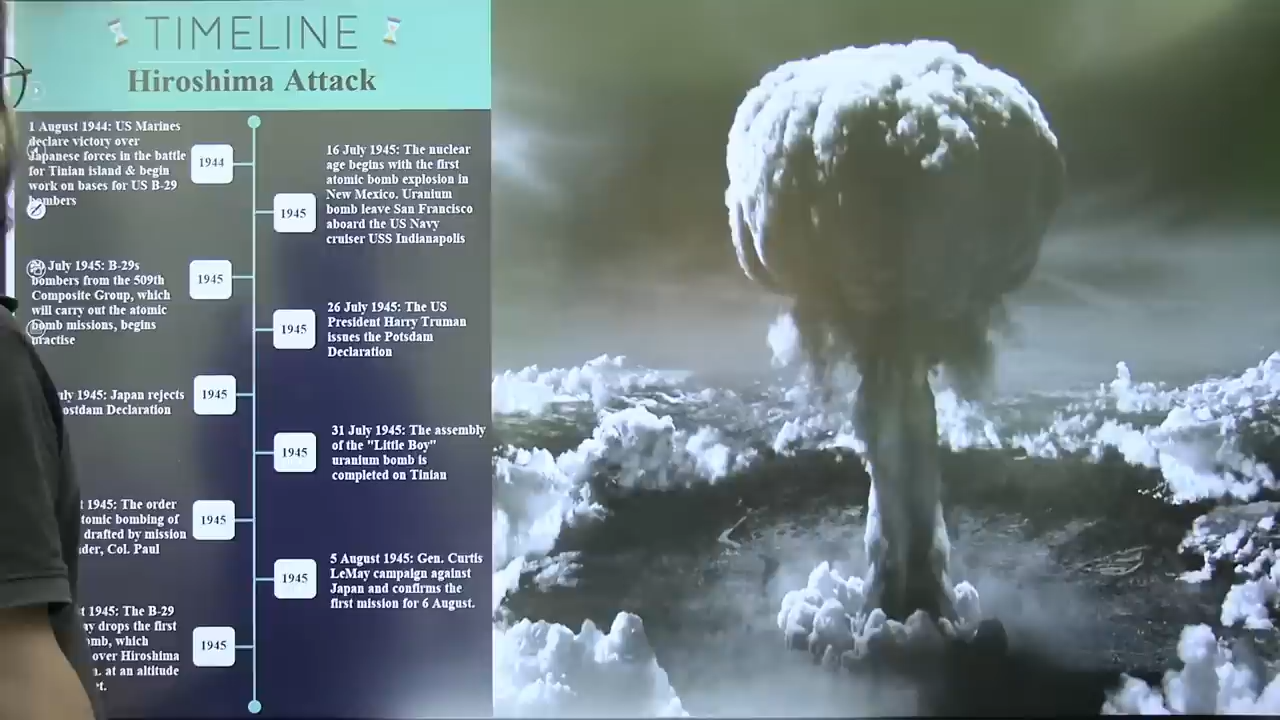 TIMELINE
Hiroshima Attack
1 August 1944: US Marines
declare victory over
Japanese forces in the battle
for Tinian island & begin
work on bases for US B-29
bombers
1944
16 July 1945: The nuclear
age begins with the first
atomic bomb explosion in
New Mexico. Uranium
bomb leave San Francisco
aboard the US Navy
cruiser USS Indianapolis
1945
July 1945: B-29s
bombers from the 509th
Composite Group, which
will carry out the atomic
bomb missions, begins
practise
1945
26 July 1945: The US
President Harry Truman
issues the Potsdam
Declaration
1945
1945: Japan rejects
Declaration
1945
31 July 1945: The assembly
of the "Little Boy"
uranium bomb is
completed on Tinian
1945
1945: The order
bombing of
drafted by mission
Col. Paul
1945
5 August 1945: Gen. Curtis
LeMay campaign against
Japan and confirms the
first mission for 6 August.
1945
1945: The B-29
drops the first
which
over Hiroshima
at an altitude
1945